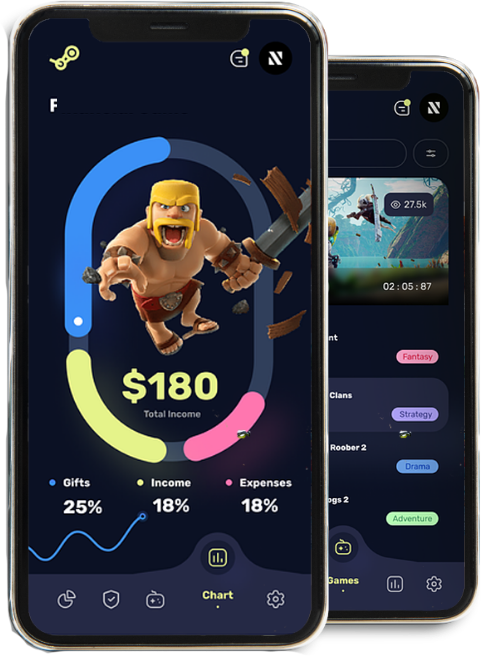 F
$180
Total Income
Gifts
Income
Expenses
25%
18%
18%
Chart
27.5k
02 : 05 : 87
nt
Fantasy
Clans
Strategy
Roober 2
Drama
ogs 2
Adventure
Games